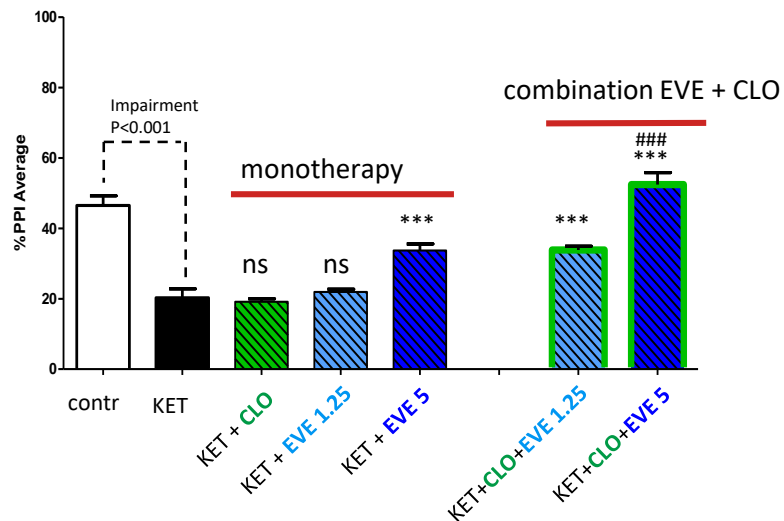 100
80
60
40
20
0
%PPI Average
Impairment
P<0.001
monotherapy
combination EVE + CLO
ns
ns
***
***
###
***
contr
KET
KET + CLO
KET + EVE 1.25
KET + EVE 5
KET+CLO+EVE 1.25
KET+CLO+EVE 5